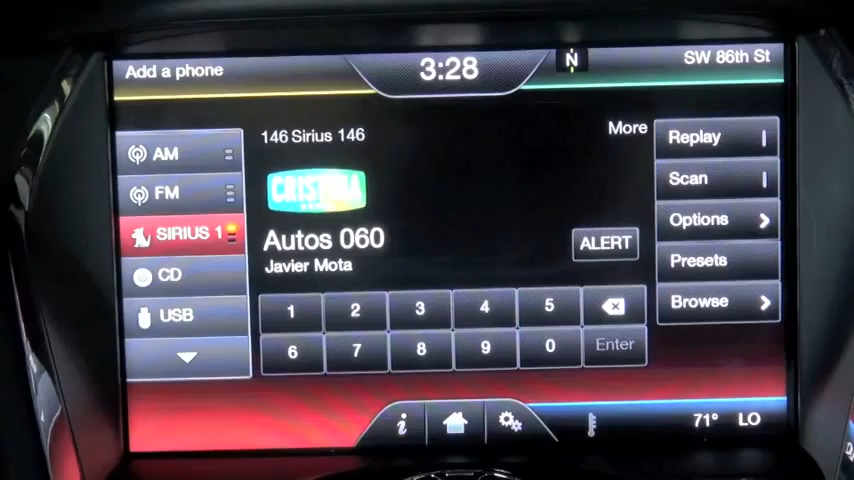 Add a phone
3:28
N
SW 86th St
AM
FM
SIRIUS 1
CD
USB
146 Sirius 146
More
CRISTINA
Autos 060
Javier Mota
ALERT
1 2 3 4 5
6 7 8 9 0 Enter
Replay
Scan
Options
Presets
Browse
i
71° LO